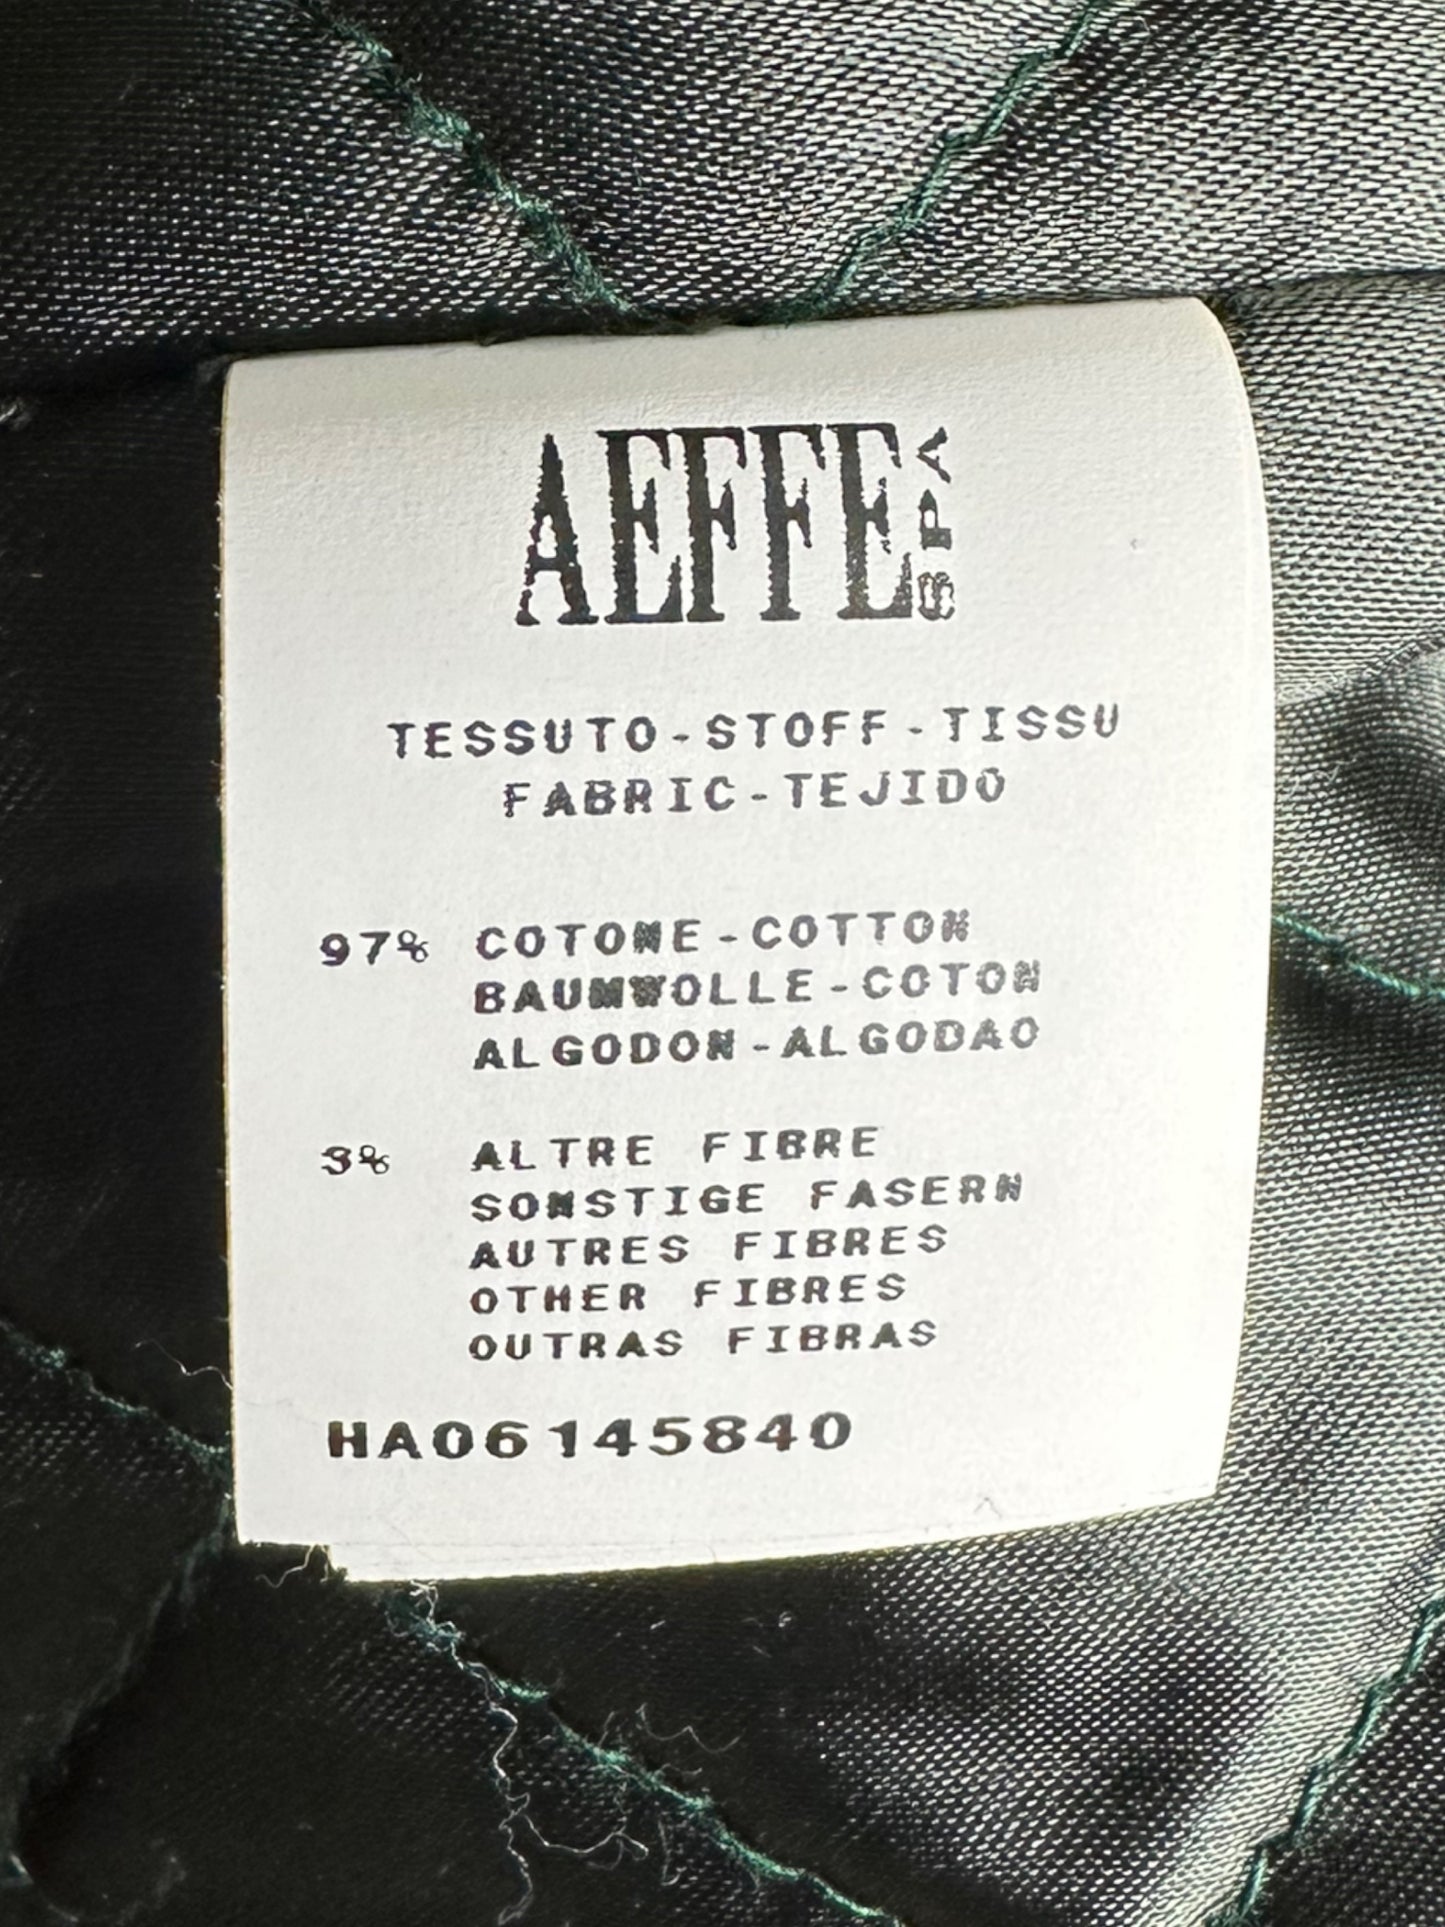 AEFFE SPA
TESSUTO-STOFF-TISSU
FABRIC-TEJIDO
97% COTONE-COTTON
BAUMWOLLE-COTON
ALGODON-ALGODAO
3% ALTRE FIBRE
SONSTIGE FASERN
AUTRES FIBRES
OTHER FIBRES
OUTRAS FIBRAS
HA06145840